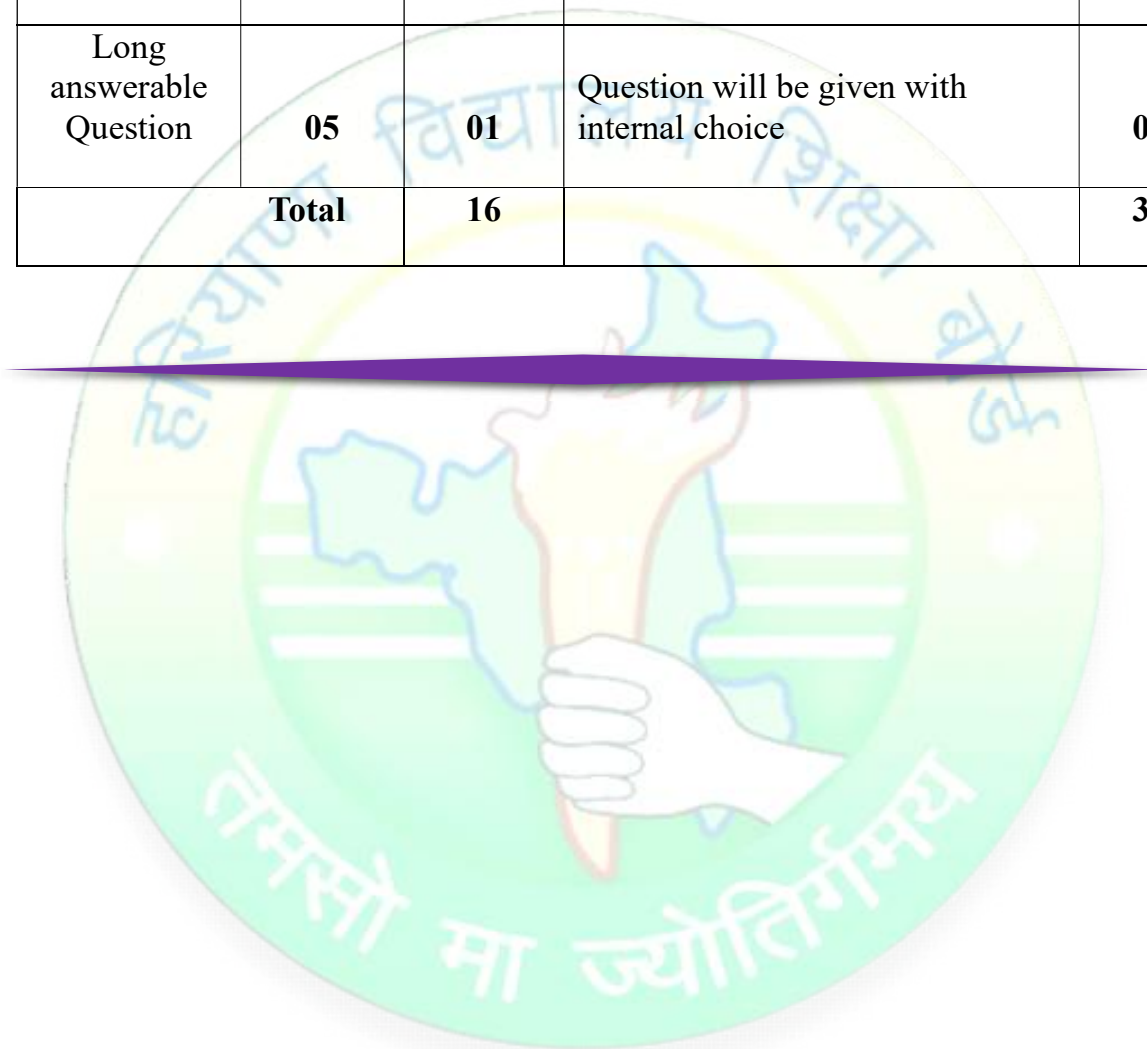 Long
answerable
Question
05
01
Question will be given with
internal choice
0
Total
16
3
हरियाणा विद्यालय शिक्षा बोर्ड
तमसो मा ज्योतिर्गमय